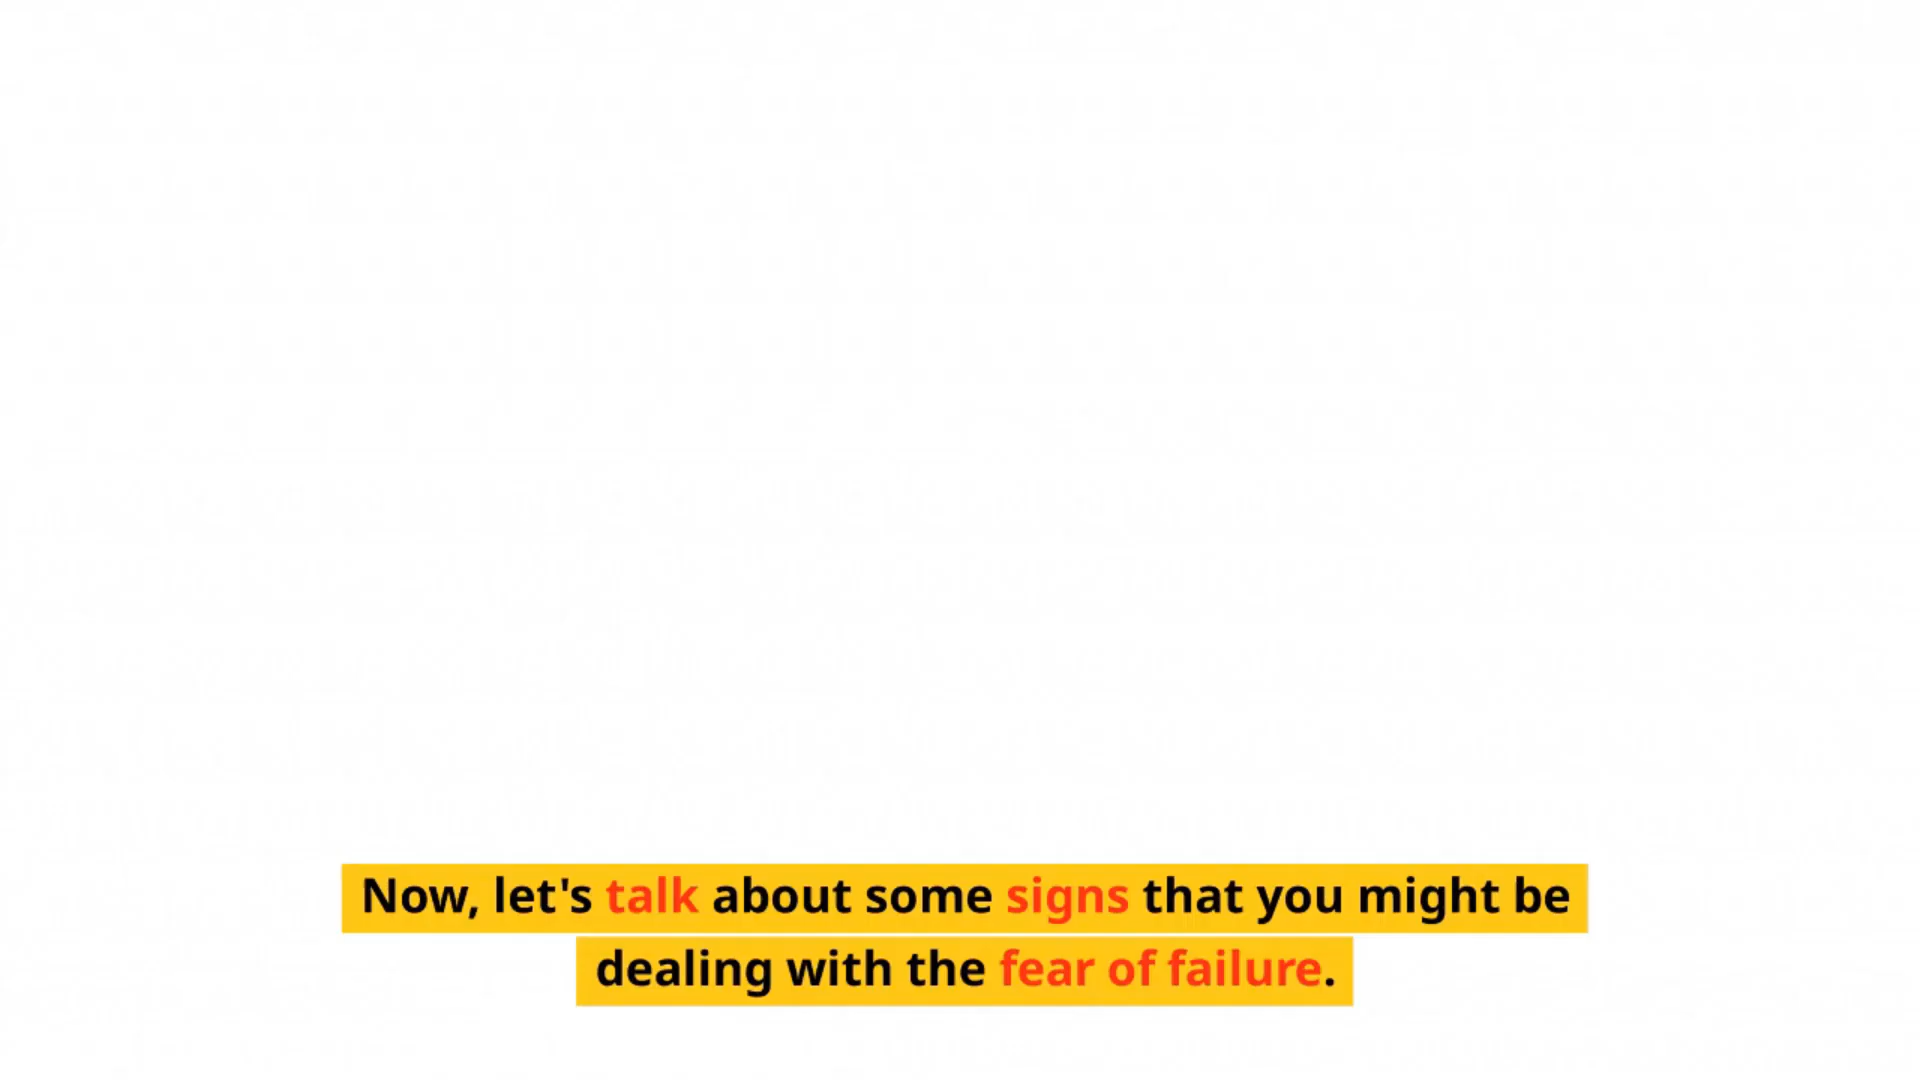 Now, let's talk about some signs that you might be
dealing with the fear of failure.